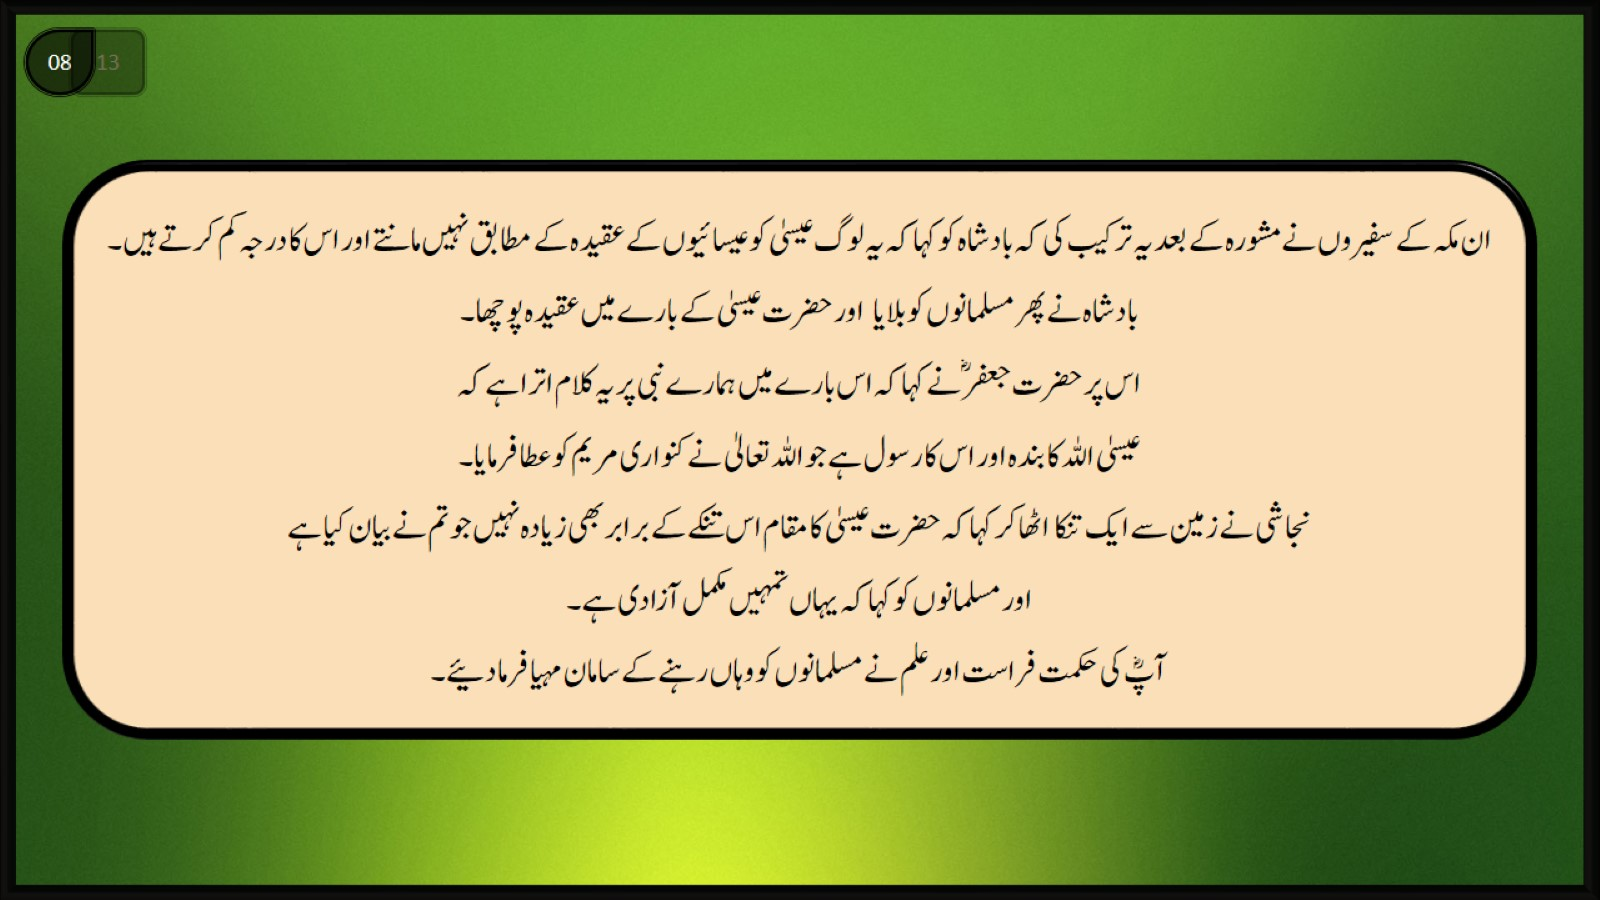 08 13
ان مکہ کے سفیروں نے مشورہ کے بعد یہ ترکیب کی کہ بادشاہ کو کہا کہ یہ لوگ عیسیٰ کو عیسائیوں کے عقیدہ کے مطابق نہیں مانتے اور اس کا درجہ کم کرتے ہیں۔
بادشاہ نے پھر مسلمانوں کو بلایا اور حضرت عیسیٰ کے بارے میں عقیدہ پوچھا۔
اس پر حضرت جعفرؓ نے کہا کہ اس بارے میں ہمارے نبی پر یہ کلام اترا ہے کہ
عیسیٰ اللہ کا بندہ اور اس کا رسول ہے جو اللہ تعالیٰ نے کنواری مریم کو عطا فرمایا۔
نجاشی نے زمین سے ایک تنکا اٹھا کر کہا کہ حضرت عیسیٰ کا مقام اس تنکے کے برابر بھی زیادہ نہیں جو تم نے بیان کیا ہے
اور مسلمانوں کو کہا کہ یہاں تمہیں مکمل آزادی ہے۔
آپؓ کی حکمت فراست اور علم نے مسلمانوں کو وہاں رہنے کے سامان مہیا فرما دیئے۔